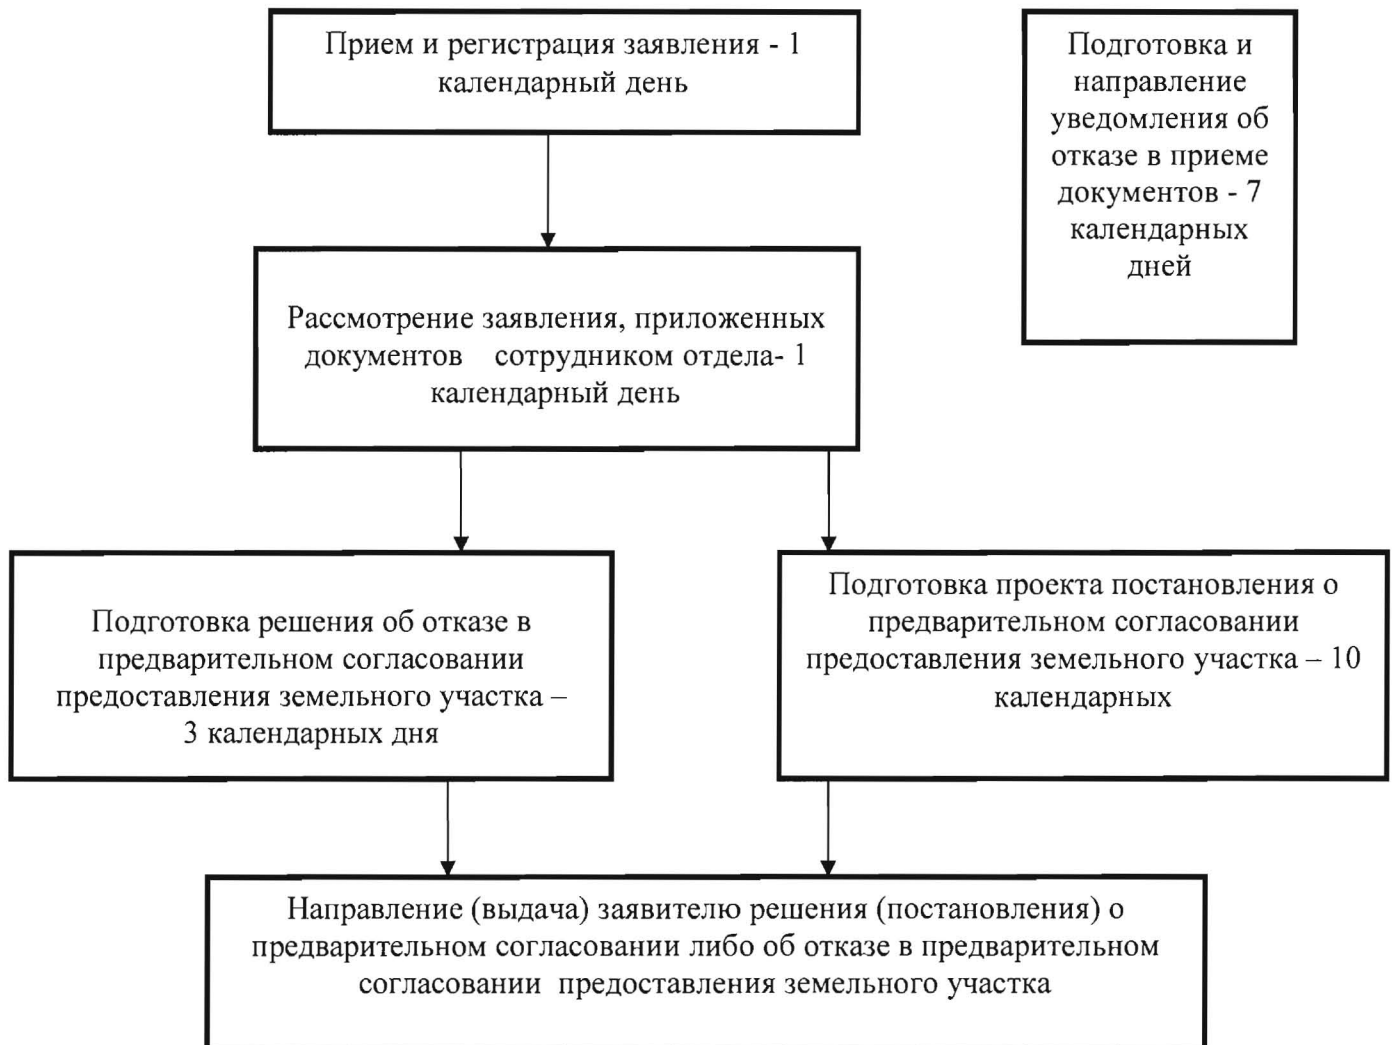 Прием и регистрация заявления - 1
календарный день
Подготовка и
направление
уведомления об
отказе в приеме
документов - 7
календарных
дней
Рассмотрение заявления, приложенных
документов сотрудником отдела- 1
календарный день
Подготовка решения об отказе в
предварительном согласовании
предоставления земельного участка –
3 календарных дня
Подготовка проекта постановления о
предварительном согласовании
предоставления земельного участка – 10
календарных
Направление (выдача) заявителю решения (постановления) о
предварительном согласовании либо об отказе в предварительном
согласовании предоставления земельного участка